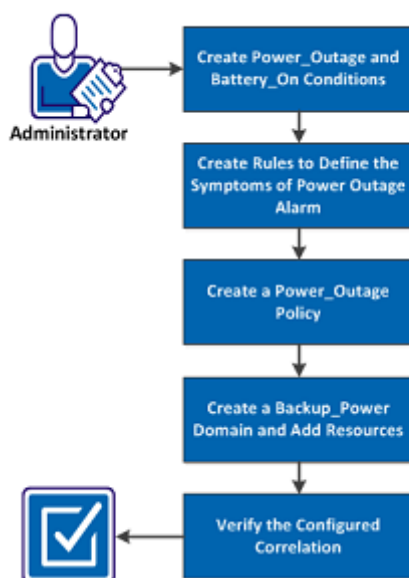 Administrator
Create Power_Outage and
Battery_On Conditions
Create Rules to Define the
Symptoms of Power Outage
Alarm
Create a Power_Outage
Policy
Create a Backup_Power
Domain and Add Resources
Verify the Configured
Correlation